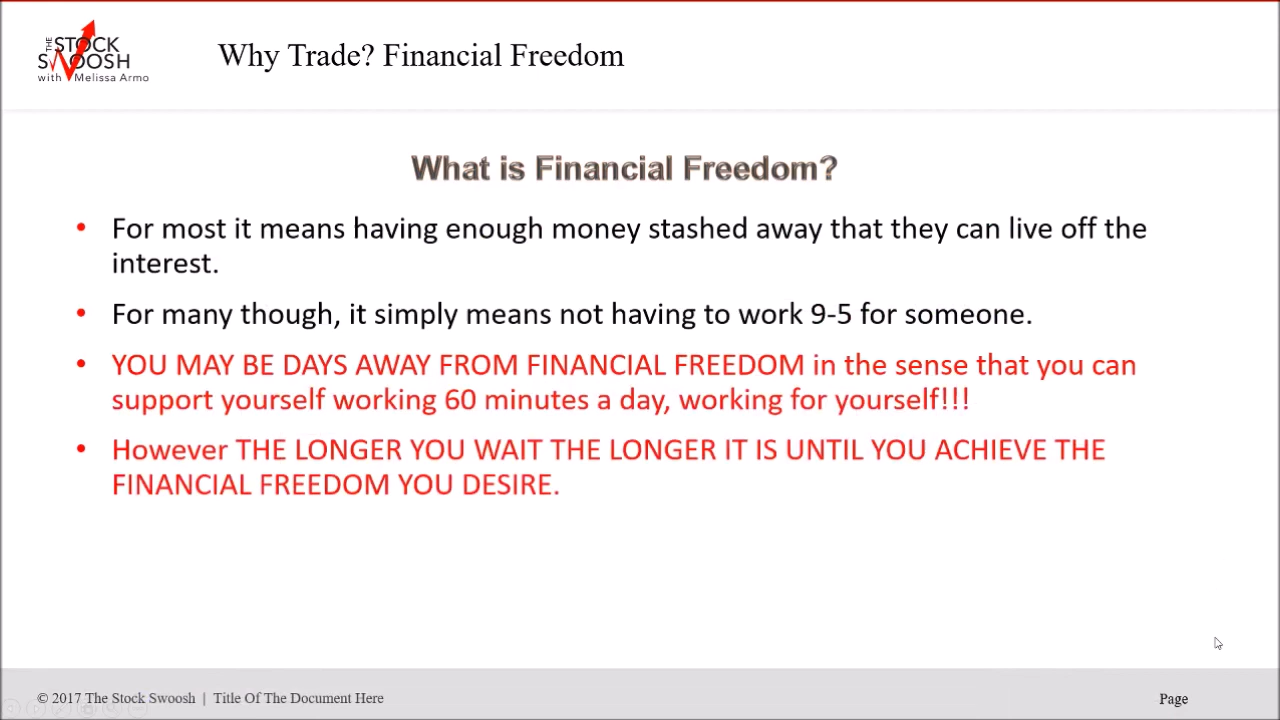 THE STOCK
SWOOSH
with Melissa Armo
Why Trade? Financial Freedom
What is Financial Freedom?
• For most it means having enough money stashed away that they can live off the
interest.
• For many though, it simply means not having to work 9-5 for someone.
• YOU MAY BE DAYS AWAY FROM FINANCIAL FREEDOM in the sense that you can
support yourself working 60 minutes a day, working for yourself!!!
• However THE LONGER YOU WAIT THE LONGER IT IS UNTIL YOU ACHIEVE THE
FINANCIAL FREEDOM YOU DESIRE.
© 2017 The Stock Swoosh | Title Of The Document Here
Page